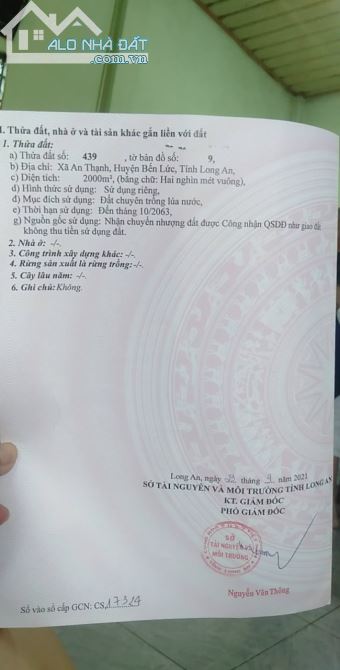 ALO NHÀ ĐẤT
.com.vn
I. Thửa đất, nhà ở và tài sản khác gắn liền với đất
1. Thửa đất:
a) Thửa đất số: 439 , tờ bản đồ số: 9,
b) Địa chỉ: Xã An Thạnh, Huyện Bến Lức, Tỉnh Long An,
c) Diện tích: 2000m², (bằng chữ: Hai nghìn mét vuông),
d) Hình thức sử dụng: Sử dụng riêng,
đ) Mục đích sử dụng: Đất chuyên trồng lúa nước,
e) Thời hạn sử dụng: Đến tháng 10/2063,
g) Nguồn gốc sử dụng: Nhận chuyển nhượng đất được Công nhận QSDĐ như giao đất
không thu tiền sử dụng đất.
2. Nhà ở: -/-.
3. Công trình xây dựng khác: -/-.
4. Rừng sản xuất là rừng trồng: -/-.
5. Cây lâu năm: -/-.
6. Ghi chú: Không.
Long An, ngày tháng 9 năm 2021
SỞ TÀI NGUYÊN VÀ MÔI TRƯỜNG TỈNH LONG AN
KT. GIÁM ĐỐC
PHÓ GIÁM ĐỐC
SỞ
TÀI NGUYÊN VÀ
MÔI TRƯỜNG
Nguyễn Văn Thông
Số vào sổ cấp GCN: CS